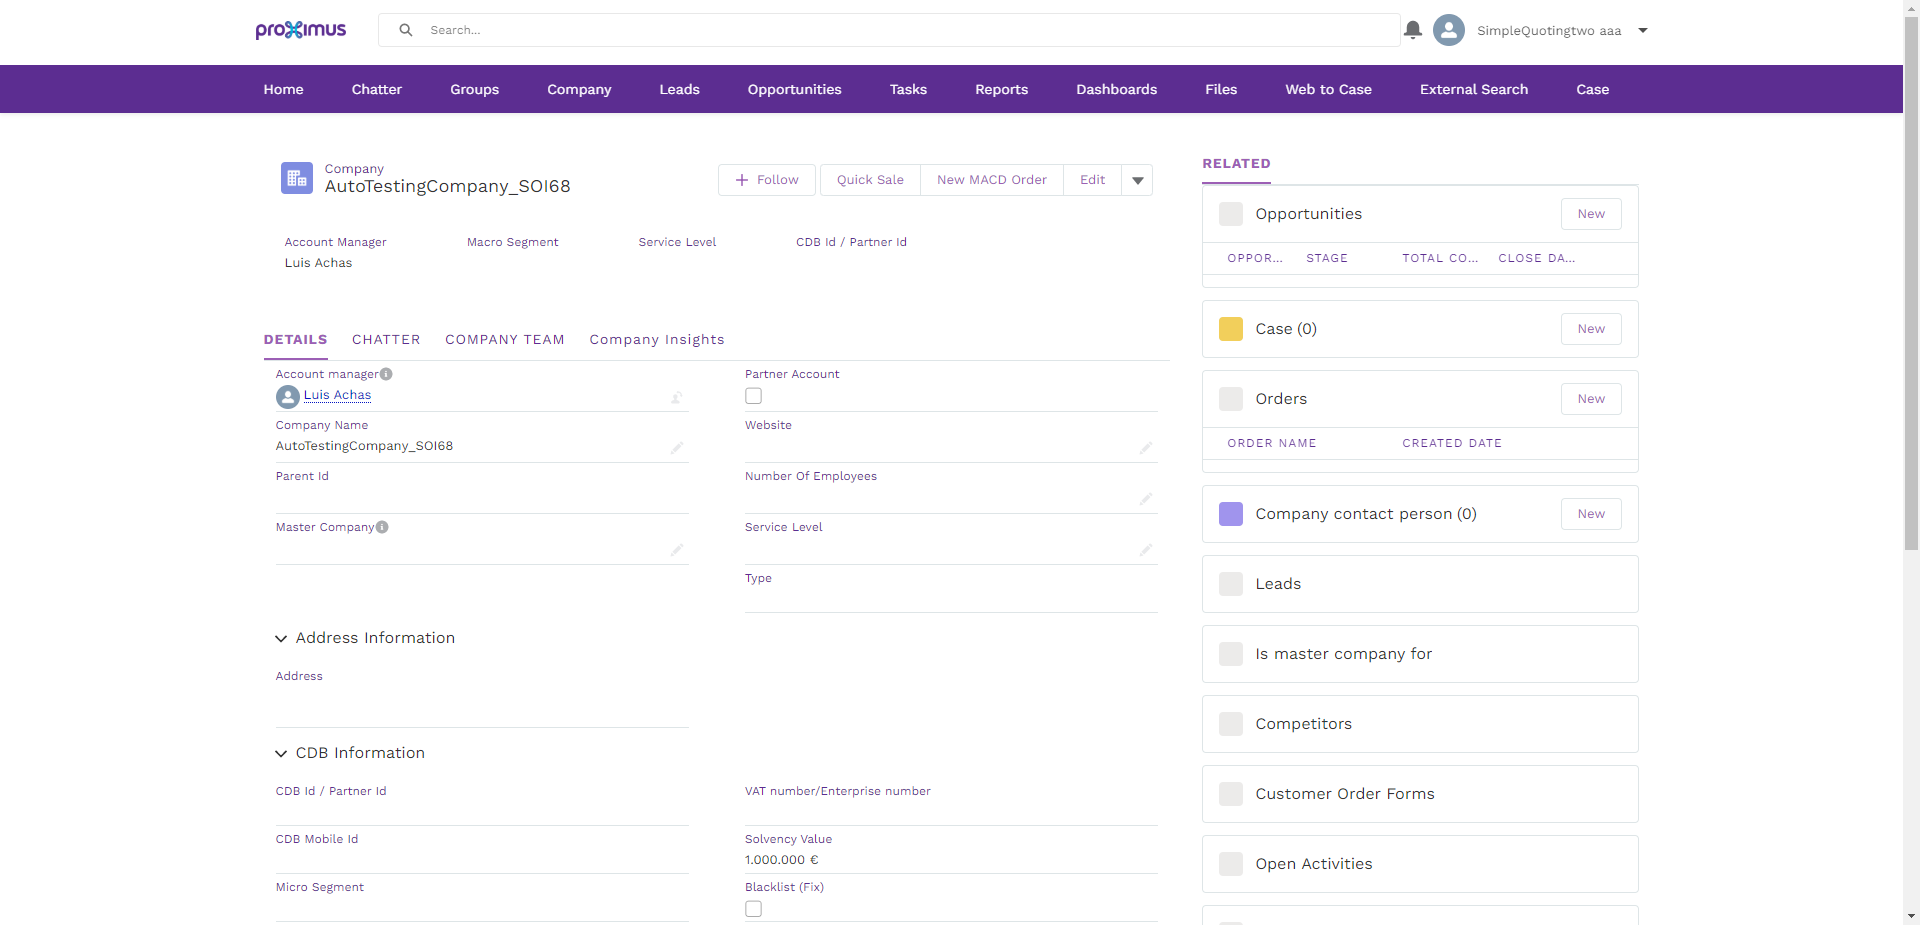 proximus
Search...
SimpleQuotingtwo aaa
Home Chatter Groups Company Leads Opportunities Tasks Reports Dashboards Files Web to Case External Search Case
Company
AutoTestingCompany_SOI68
Follow Quick Sale New MACD Order Edit
Account Manager Macro Segment Service Level CDB Id / Partner Id
Luis Achas
DETAILS CHATTER COMPANY TEAM Company Insights
Account manager Partner Account
Luis Achas
Company Name Website
AutoTestingCompany_SOI68
Parent Id Number Of Employees
Master Company Service Level
Type
Address Information
Address
CDB Information
CDB Id / Partner Id VAT number/Enterprise number
CDB Mobile Id Solvency Value
1.000.000 €
Micro Segment Blacklist (Fix)
RELATED
Opportunities New
OPPOR... STAGE TOTAL CO... CLOSE DA...
Case (0) New
Orders New
ORDER NAME CREATED DATE
Company contact person (0) New
Leads
Is master company for
Competitors
Customer Order Forms
Open Activities